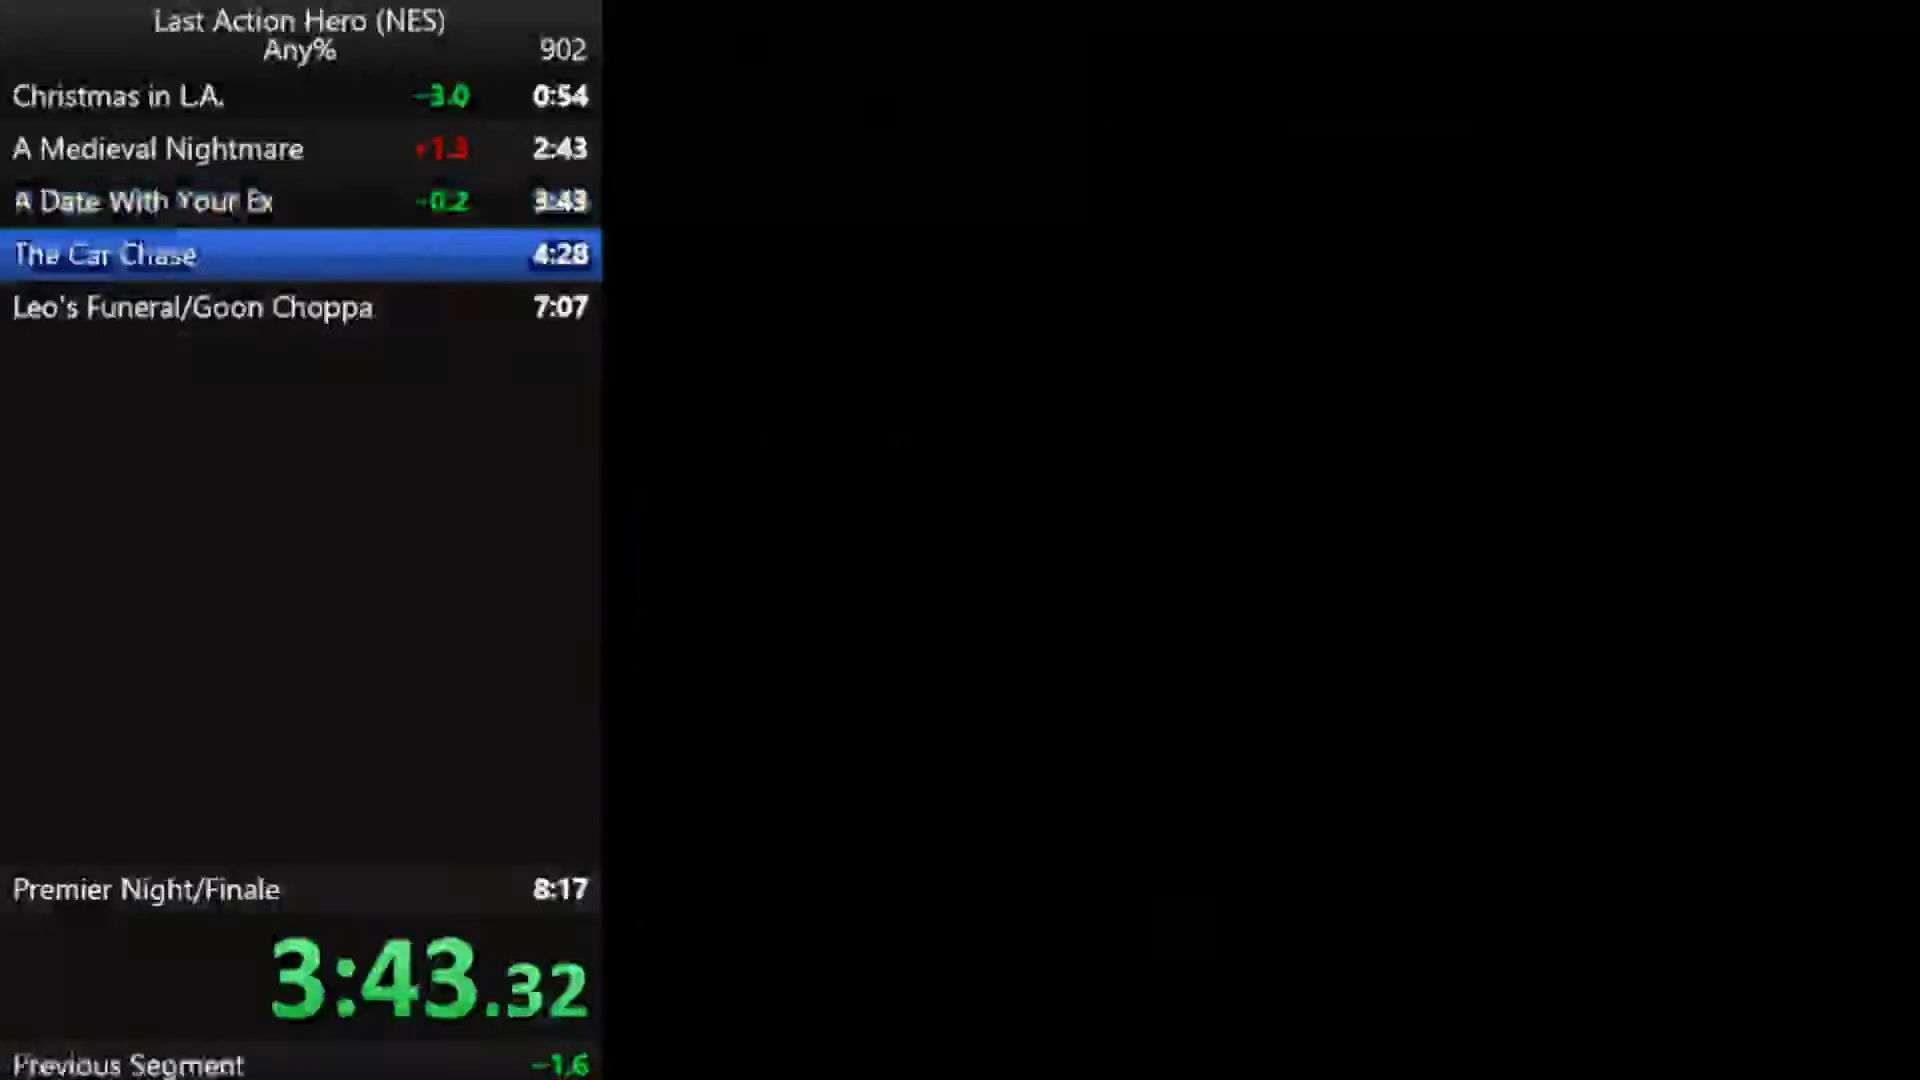 Last Action Hero (NES)
Any% 902
Christmas in L.A. -3.0 0:54
A Medieval Nightmare +1.3 2:43
A Date With Your Ex -0.2 3:43
The Car Chase 4:28
Leo's Funeral/Goon Choppa 7:07
Premier Night/Finale 8:17
3:43.32
Previous Segment -1.6